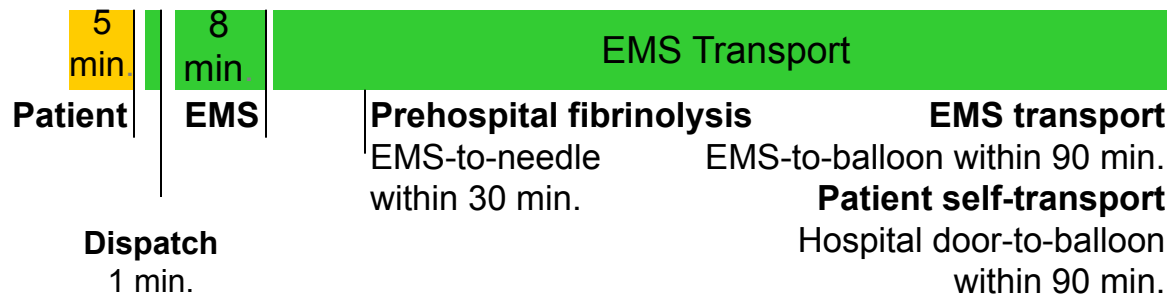 5
min.
8
min.
EMS Transport
Patient
EMS
Dispatch
1 min.
Prehospital fibrinolysis
EMS-to-needle
within 30 min.
EMS transport
EMS-to-balloon within 90 min.
Patient self-transport
Hospital door-to-balloon
within 90 min.